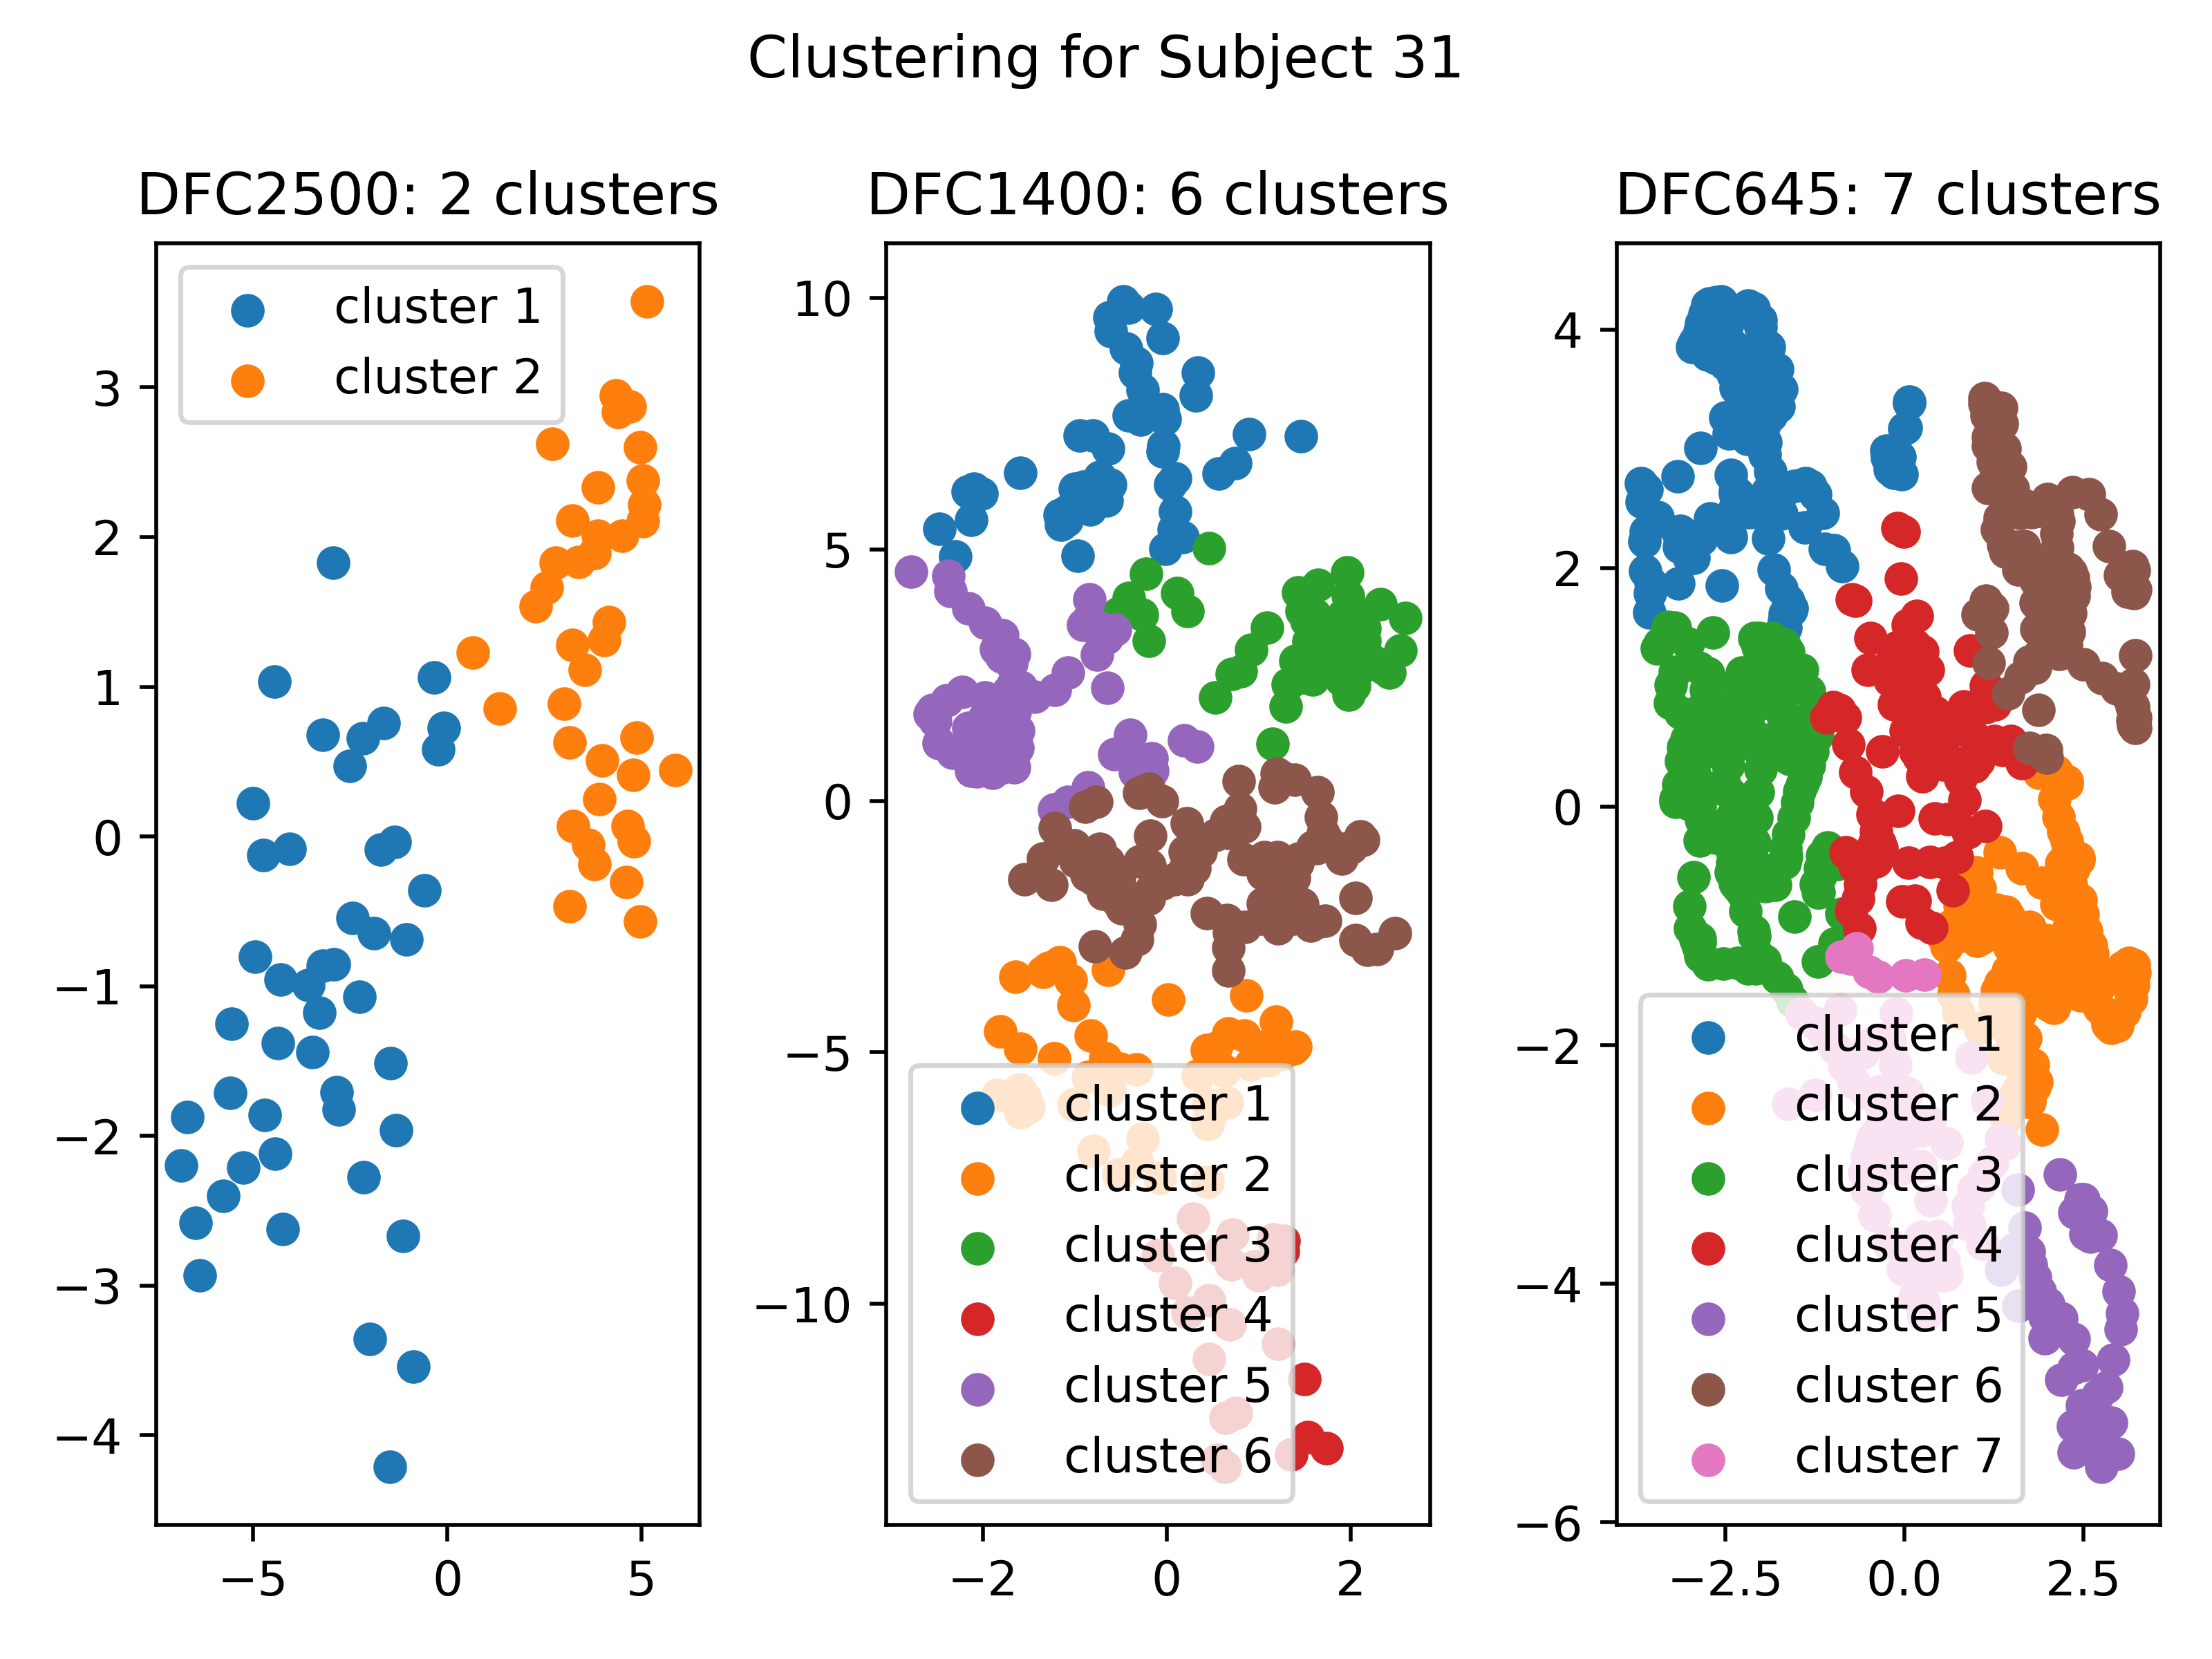 Clustering for Subject 31
DFC2500: 2 clusters
cluster 1
cluster 2
3
2
1
0
−1
−2
−3
−4
−5
0
5
DFC1400: 6 clusters
10
5
0
−5
−10
cluster 1
cluster 2
cluster 3
cluster 4
cluster 5
cluster 6
−2
0
2
DFC645: 7 clusters
4
2
0
−2
−4
−6
cluster 1
cluster 2
cluster 3
cluster 4
cluster 5
cluster 6
cluster 7
−2.5
0.0
2.5